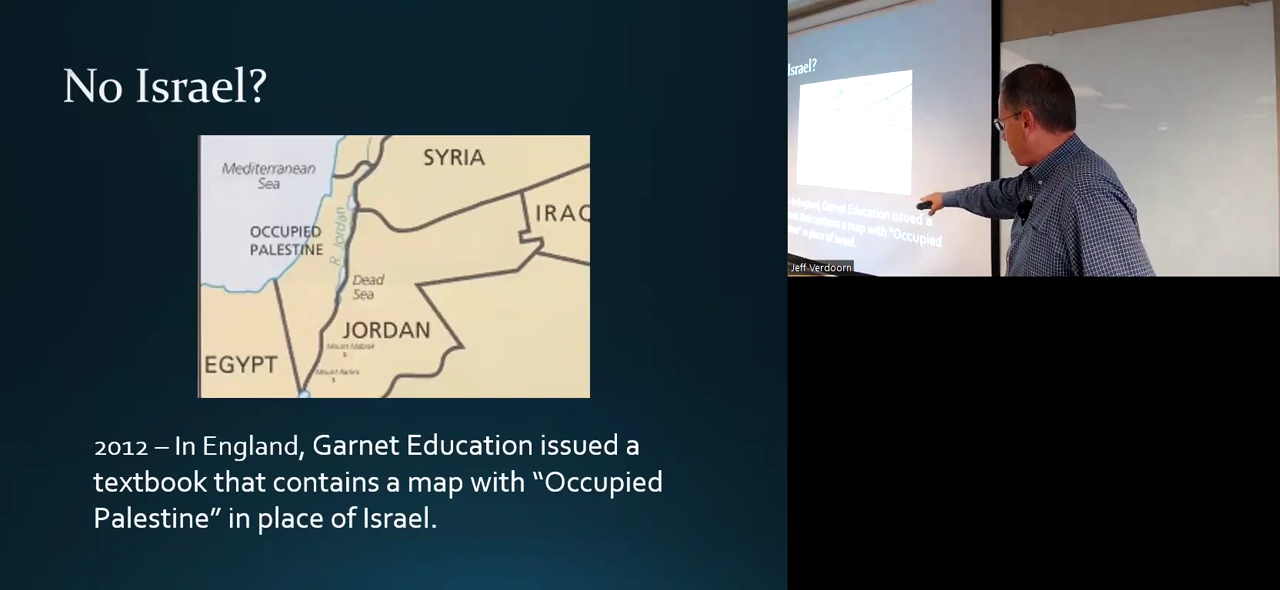 No Israel?
Mediterranean
Sea
SYRIA
IRAQ
OCCUPIED
PALESTINE
R. Jordan
Dead
Sea
JORDAN
EGYPT
2012 – In England, Garnet Education issued a
textbook that contains a map with “Occupied
Palestine” in place of Israel.
Israel?
In England, Garnet Education issued a
that contains a map with "Occupied
in place of Israel.
Jeff Verdoorn